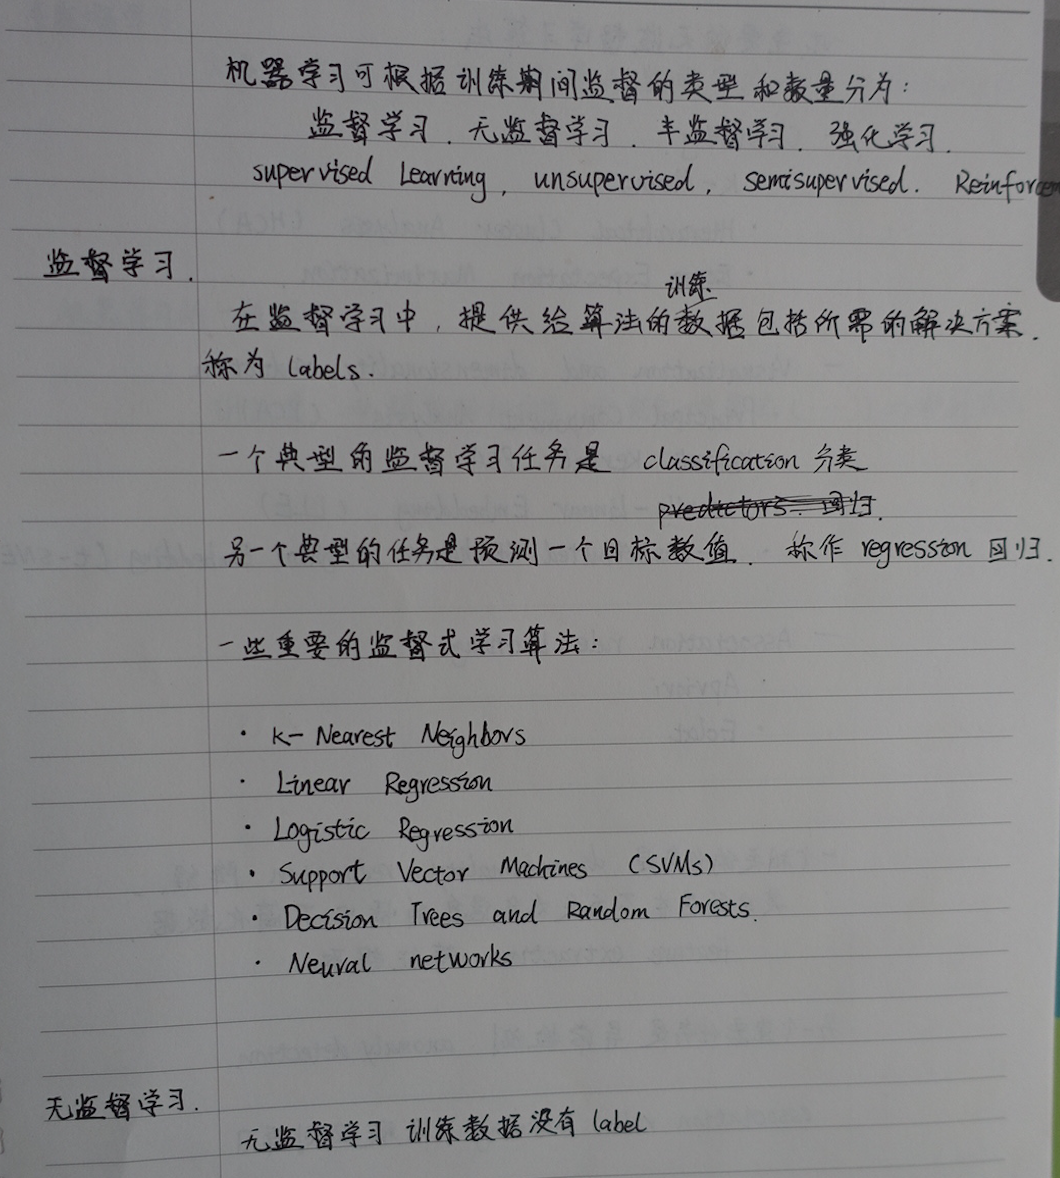 机器学习可根据训练期间监督的类型和数量分为：
监督学习．无监督学习．半监督学习．强化学习．
supervised Learning, unsupervised, semisupervised. Reinforcem
监督学习．
在监督学习中，提供给算法的训练数据包括所需的解决方案．
称为 labels.
一个典型的监督学习任务是 classification 分类
predictors. 回归.
另一个典型的任务是预测一个目标数值．称作 regression 回归．
一些重要的监督式学习算法：
· K-Nearest Neighbors
· Linear Regression
· Logistic Regression
· Support Vector Machines (SVMs)
· Decision Trees and Random Forests.
· Neural networks
无监督学习．
无监督学习 训练数据没有 label